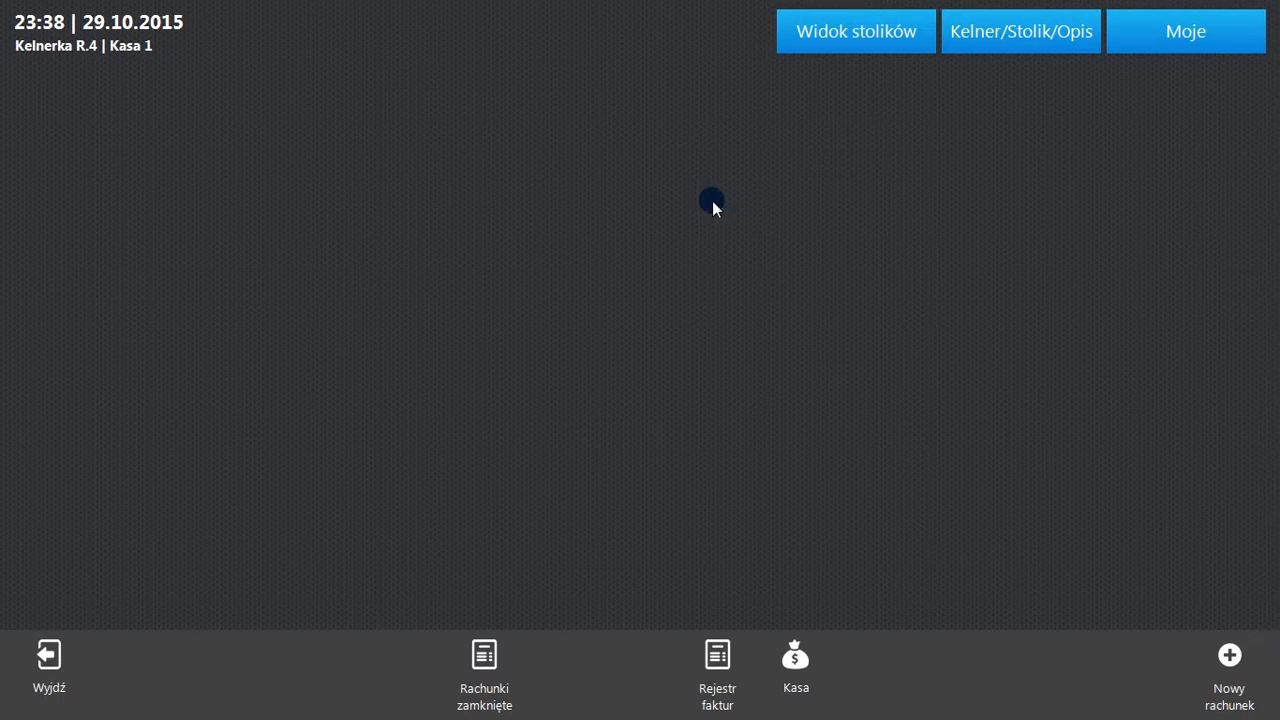 23:38 | 29.10.2015
Kelnerka R.4 | Kasa 1
Widok stolików
Kelner/Stolik/Opis
Moje
Wyjdź
Rachunki
zamknięte
Rejestr
faktur
Kasa
Nowy
rachunek